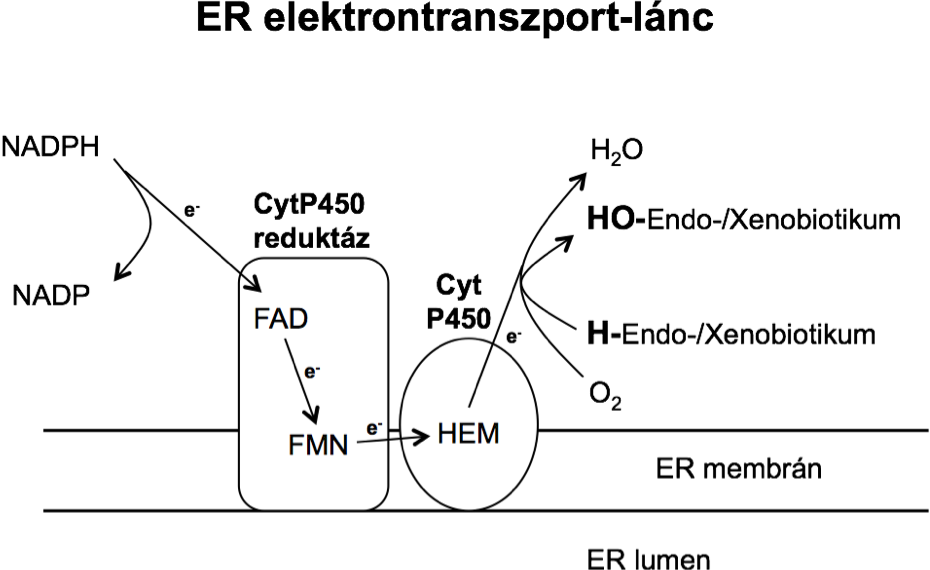 ER elektrontranszport-lánc
NADPH
e-
NADP
CytP450
reduktáz
FAD
e-
FMN
e-
Cyt
P450
HEM
e-
H2O
HO-Endo-/Xenobiotikum
H-Endo-/Xenobiotikum
O2
ER membrán
ER lumen